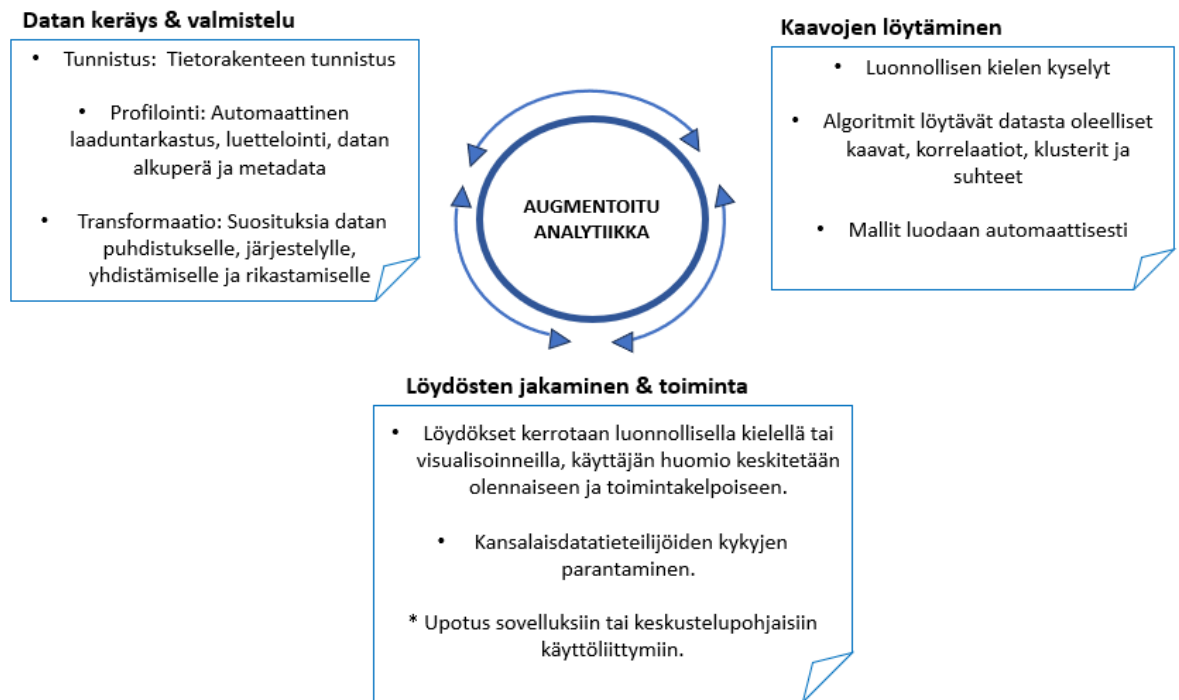 Datan keräys & valmistelu
• Tunnistus: Tietorakenteen tunnistus
• Profilointi: Automaattinen
laaduntarkastus, luettelointi, datan
alkuperä ja metadata
• Transformaatio: Suosituksia datan
puhdistukselle, järjestelylle,
yhdistämiselle ja rikastamiselle
AUGMENTOITU
ANALYTIIKKA
Kaavojen löytäminen
• Luonnollisen kielen kyselyt
• Algoritmit löytävät datasta oleelliset
kaavat, korrelaatiot, klusterit ja
suhteet
• Mallit luodaan automaattisesti
Löydösten jakaminen & toiminta
• Löydökset kerrotaan luonnollisella kielellä tai
visualisoinneilla, käyttäjän huomio keskitetään
olennaiseen ja toimintakelpoiseen.
• Kansalaisdatatieteilijöiden kykyjen
parantaminen.
* Upotus sovelluksiin tai keskustelupohjaisiin
käyttöliittymiin.